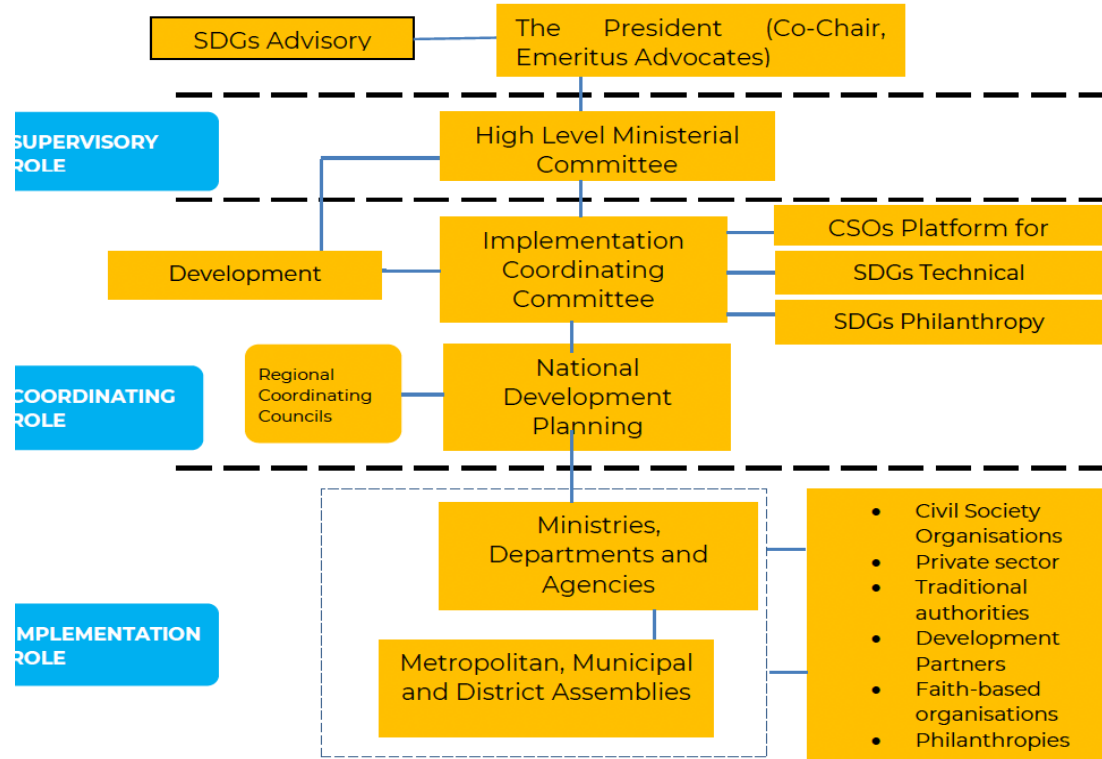 SDGs Advisory
The President (Co-Chair,
Emeritus Advocates)
SUPERVISORY
ROLE
High Level Ministerial
Committee
Development
Implementation
Coordinating
Committee
CSOs Platform for
SDGs Technical
SDGs Philanthropy
COORDINATING
ROLE
Regional
Coordinating
Councils
National
Development
Planning
IMPLEMENTATION
ROLE
Ministries,
Departments and
Agencies
Metropolitan, Municipal
and District Assemblies
• Civil Society
Organisations
• Private sector
• Traditional
authorities
• Development
Partners
• Faith-based
organisations
• Philanthropies